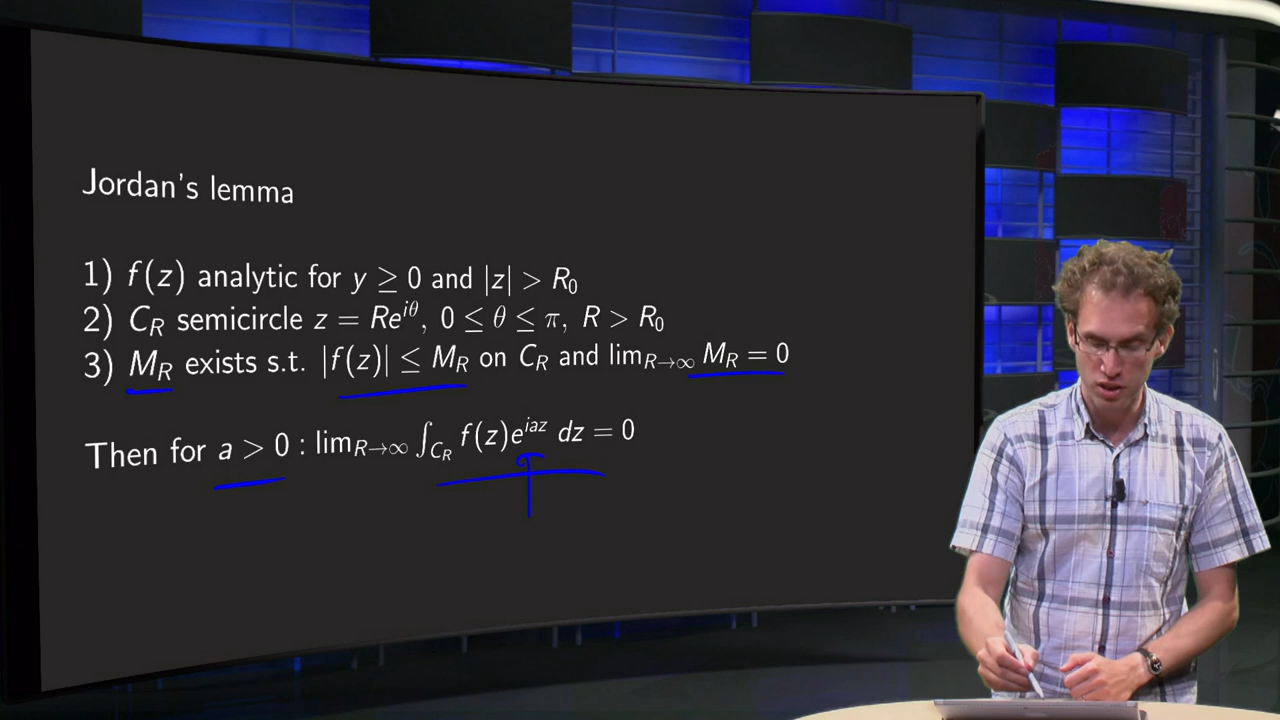 Jordan's lemma
1) f(z) analytic for y ≥ 0 and |z| > R₀
2) C_R semicircle z = Re^{iθ}, 0 ≤ θ ≤ π, R > R₀
3) M_R exists s.t. |f(z)| ≤ M_R on C_R and lim_{R→∞} M_R = 0
Then for a > 0 : lim_{R→∞} ∫_{C_R} f(z)e^{iaz} dz = 0